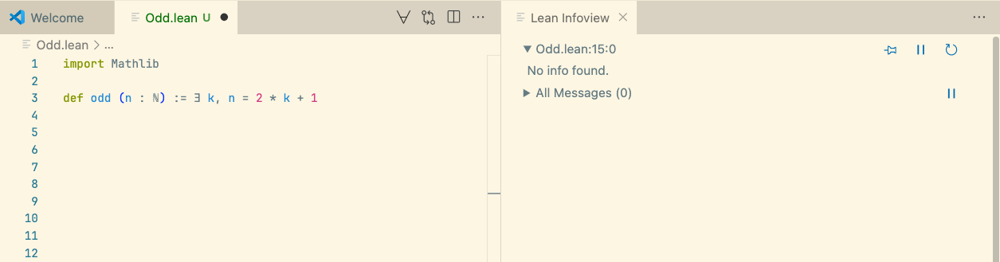 Welcome
Odd.lean U
Lean Infoview
Odd.lean > ...
Odd.lean:15:0
No info found.
All Messages (0)
1 import Mathlib
2
3 def odd (n : ℕ) := ∃ k, n = 2 * k + 1
4
5
6
7
8
9
10
11
12